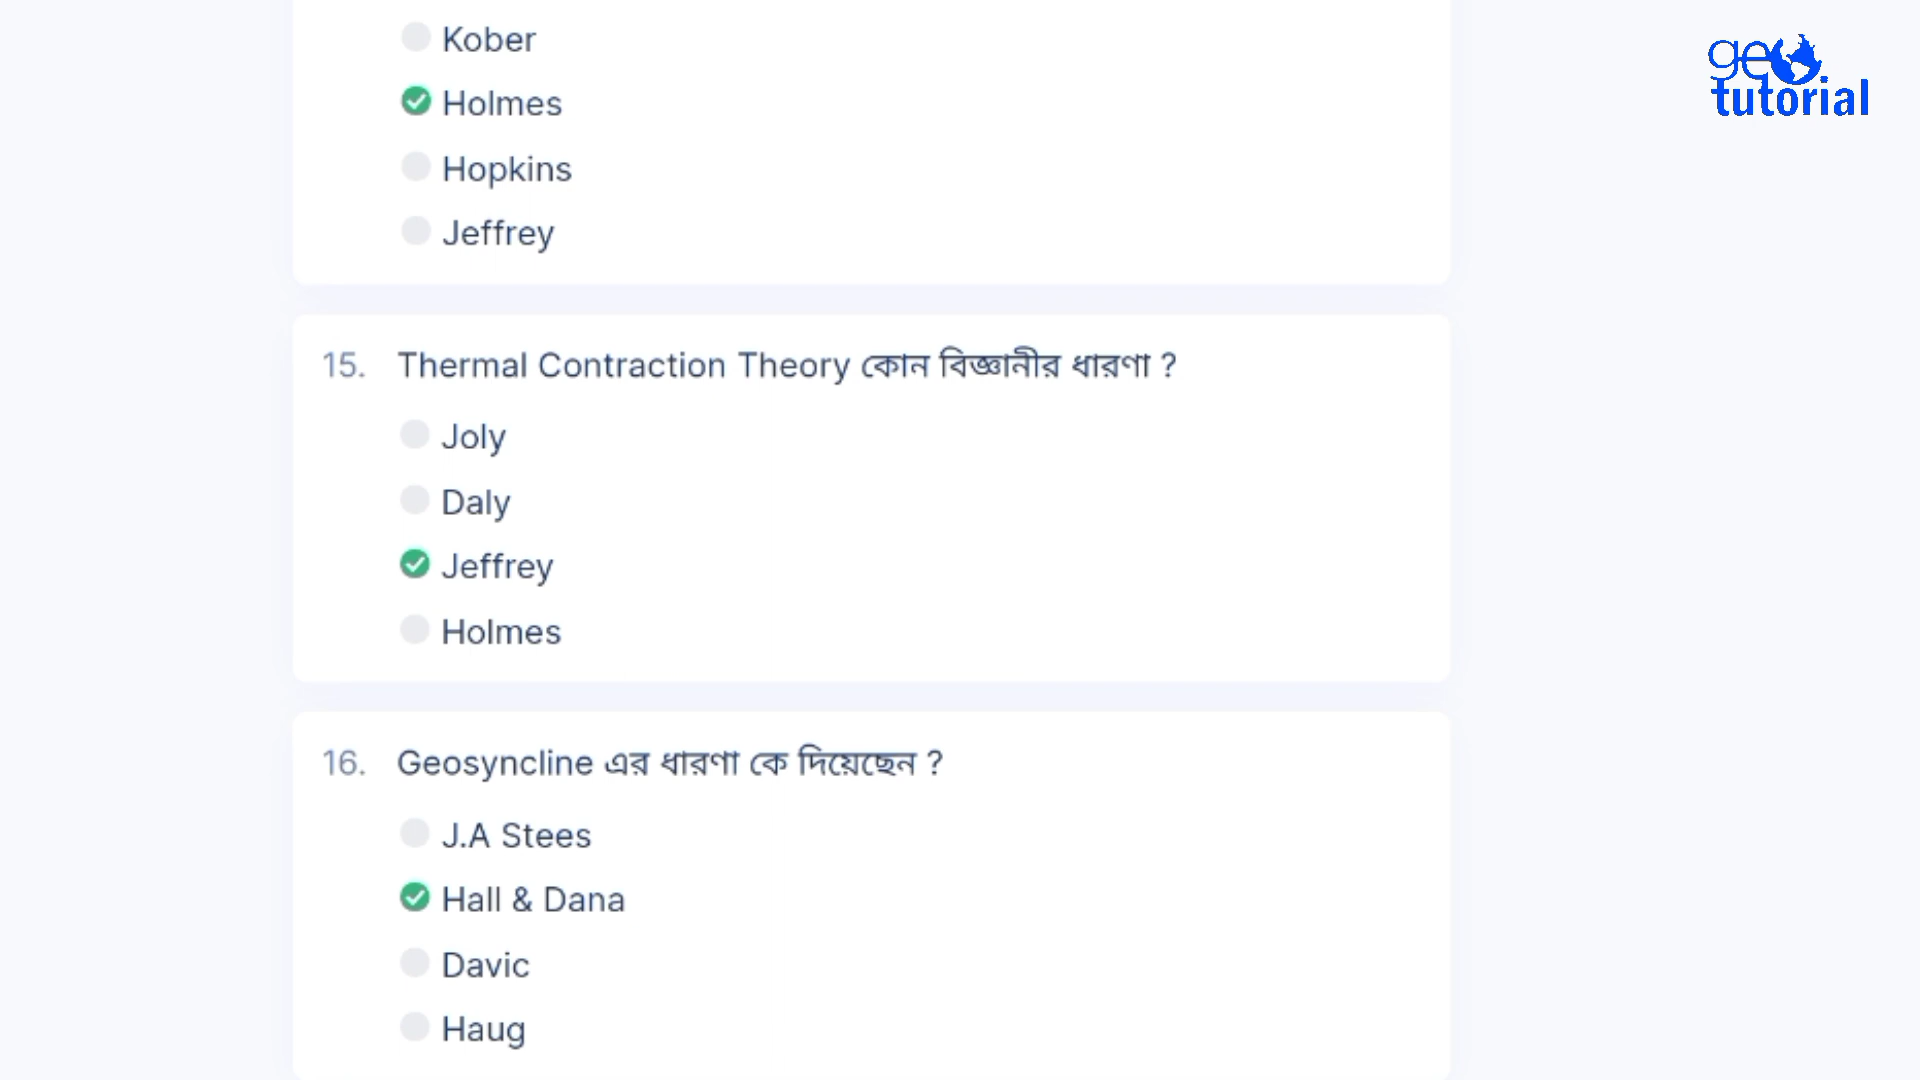 Kober
geo
tutorial
Holmes
Hopkins
Jeffrey
15. Thermal Contraction Theory কোন বিজ্ঞানীর ধারণা ?
Joly
Daly
Jeffrey
Holmes
16. Geosyncline এর ধারণা কে দিয়েছেন ?
J.A Stees
Hall & Dana
Davic
Haug